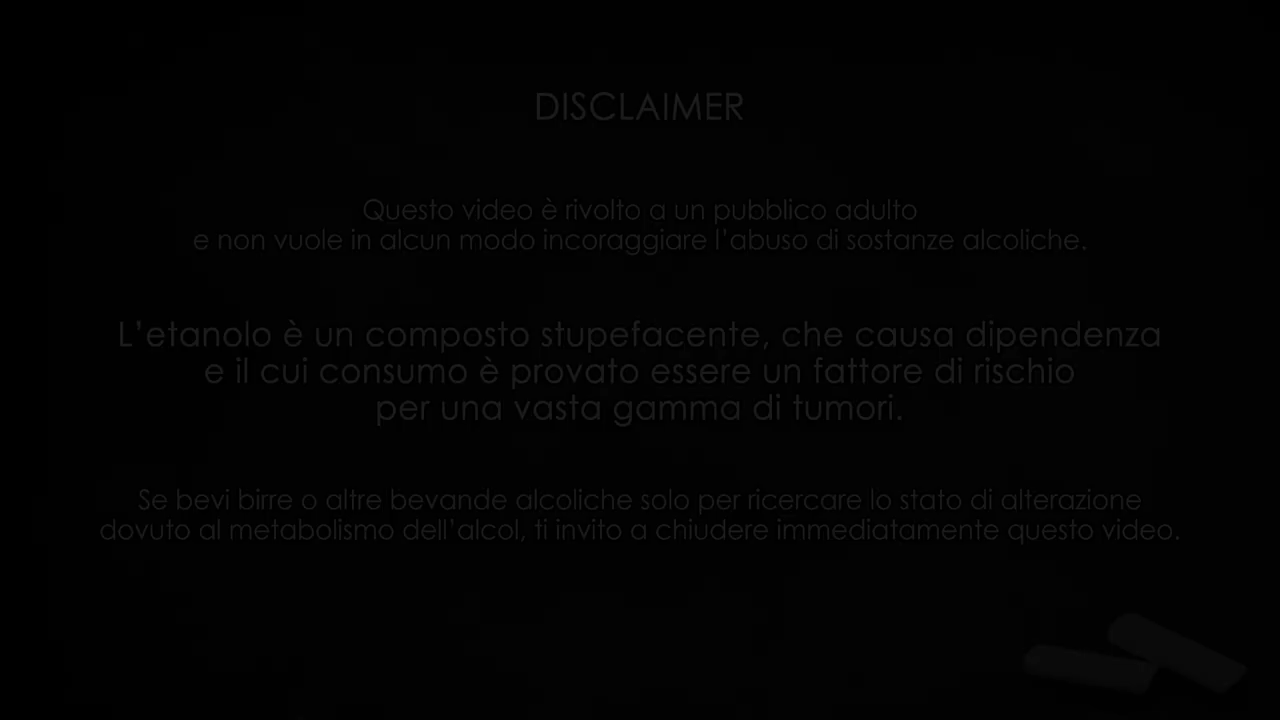 DISCLAIMER
Questo video è rivolto a un pubblico adulto
e non vuole in alcun modo incoraggiare l’abuso di sostanze alcoliche.
L’etanolo è un composto stupefacente, che causa dipendenza
e il cui consumo è provato essere un fattore di rischio
per una vasta gamma di tumori.
Se bevi birre o altre bevande alcoliche solo per ricercare lo stato di alterazione
dovuto al metabolismo dell’alcol, ti invito a chiudere immediatamente questo video.